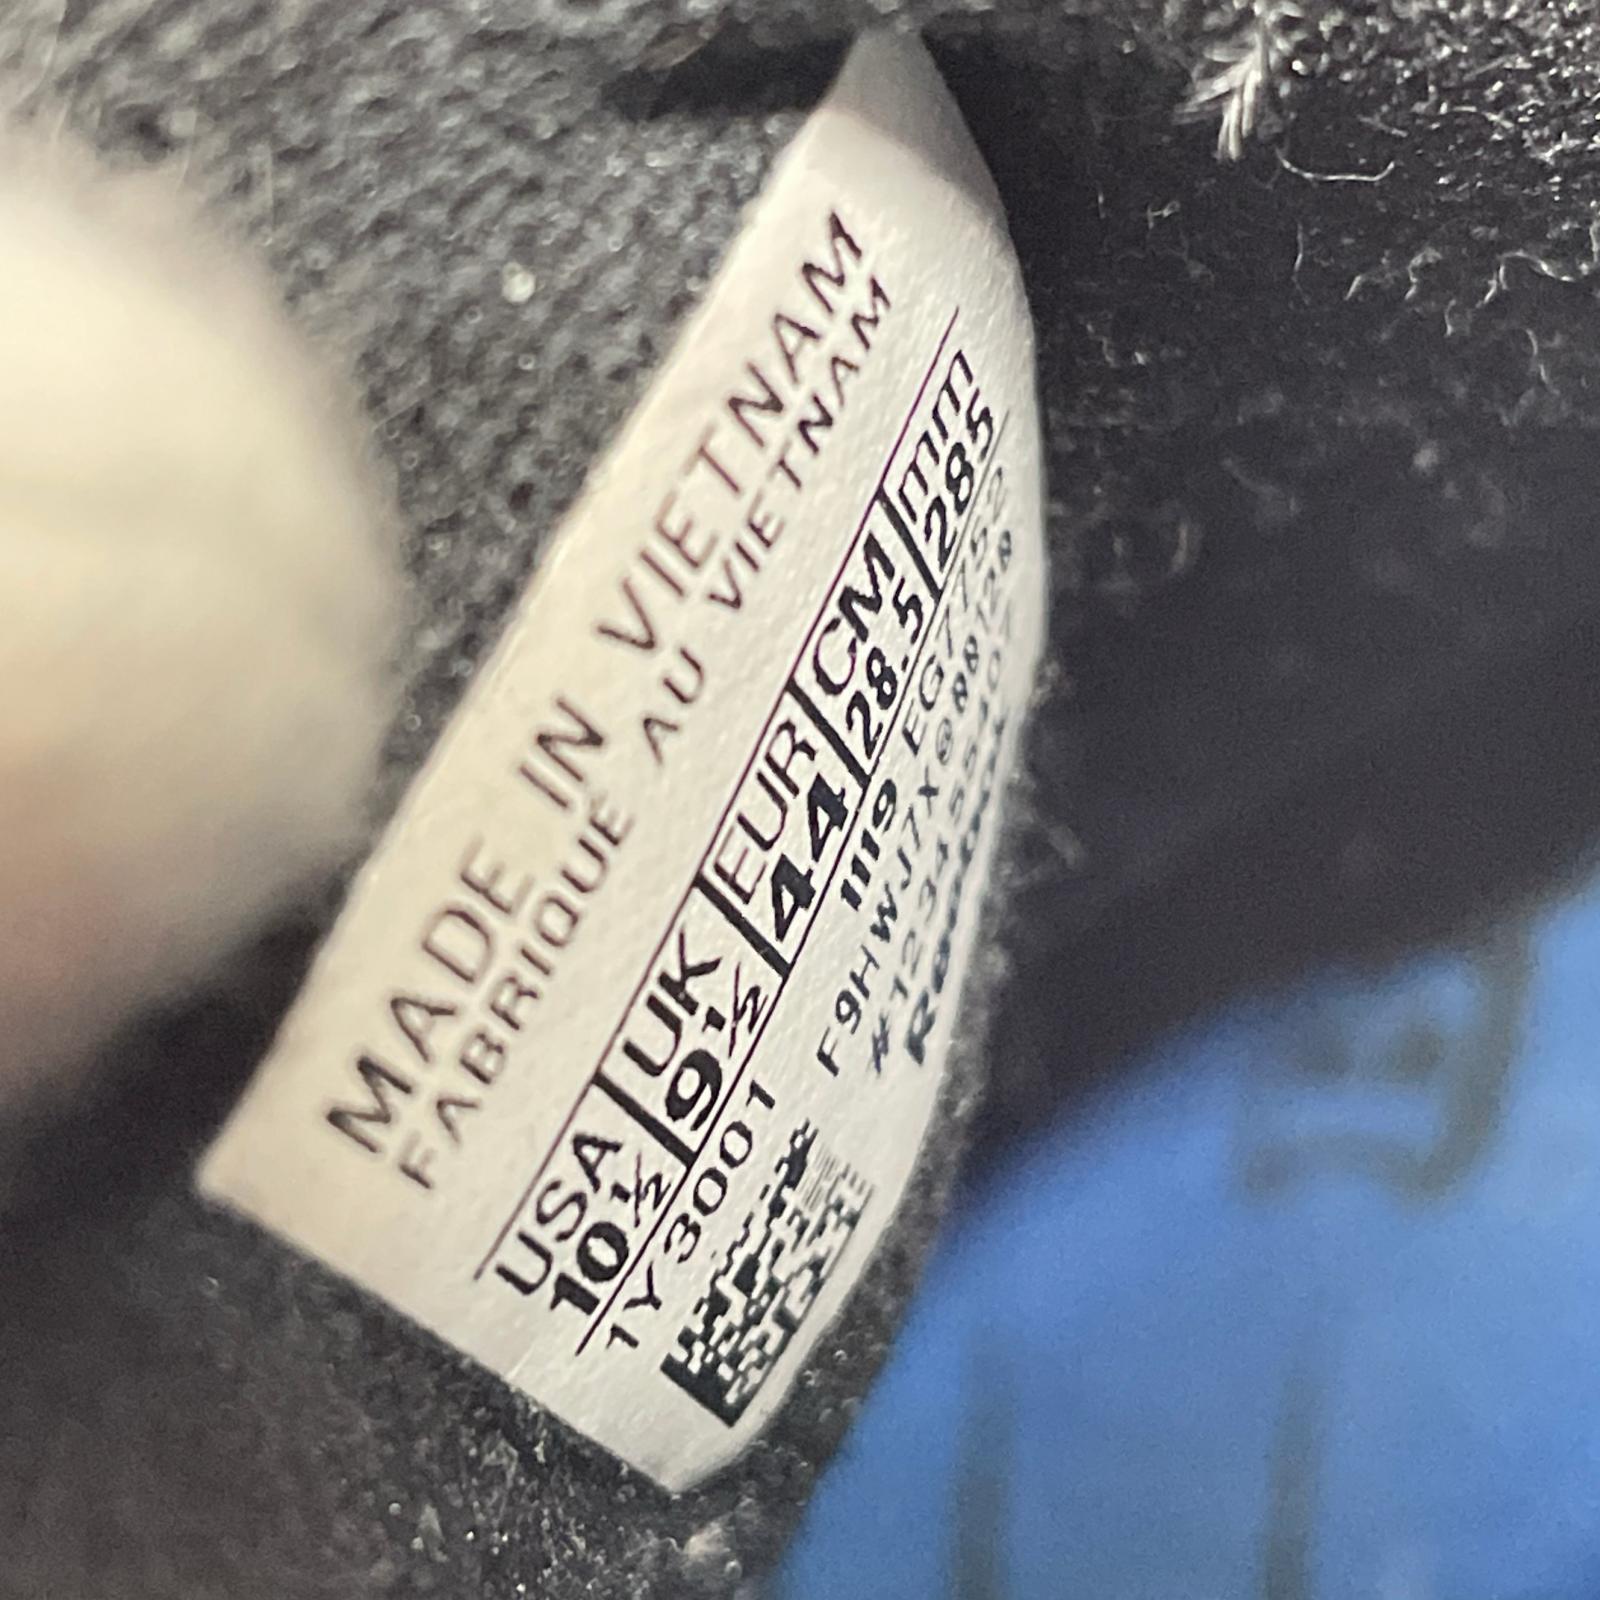 MADE IN VIETNAM
FABRIQUÉ AU VIETNAM
USA UK EUR CM mm
10½ 9½ 44 28.5 285
1Y3001 1119 EG7752
F9HWJ7X@
Reebok